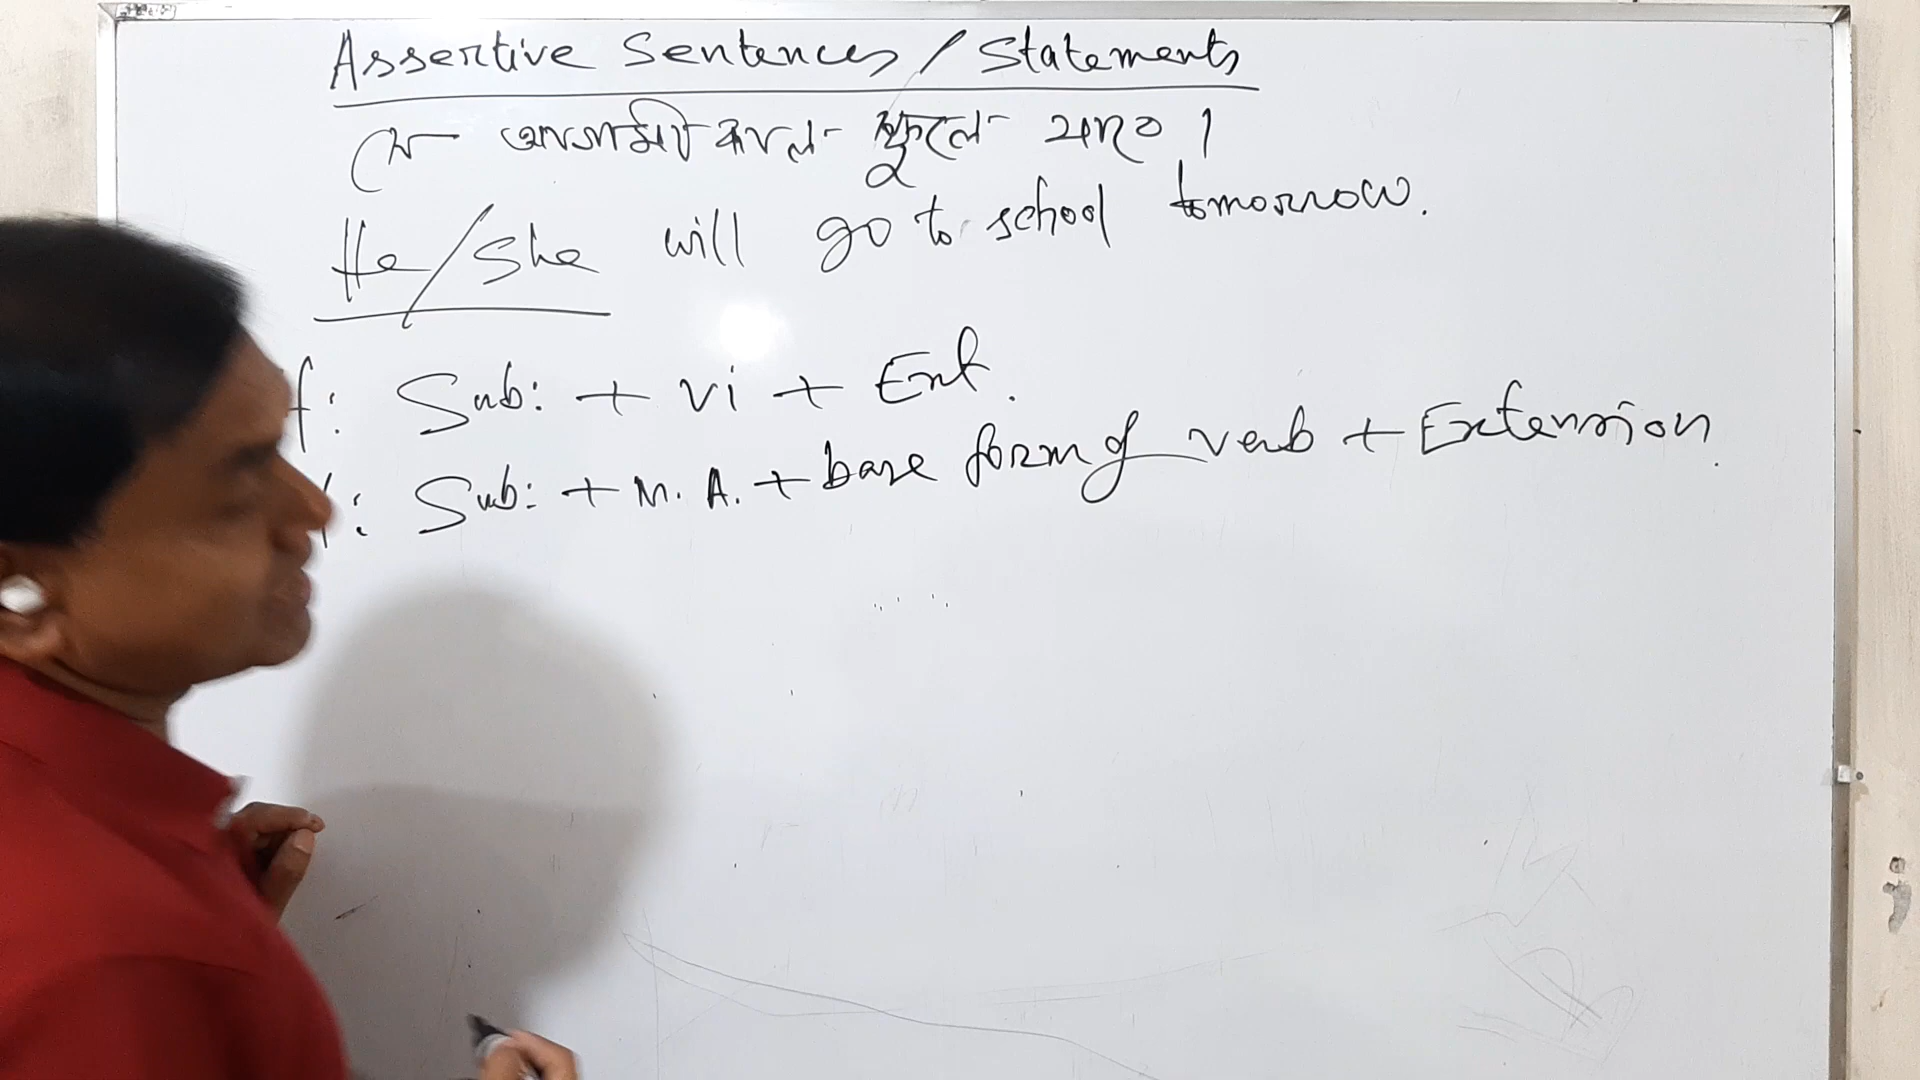 Assertive Sentences / Statements
সে আগামী কাল স্কুলে যাবে।
He/She will go to school tomorrow.
f: Sub: + vi + Ext.
f: Sub: + M. A. + base form of verb + Extension.